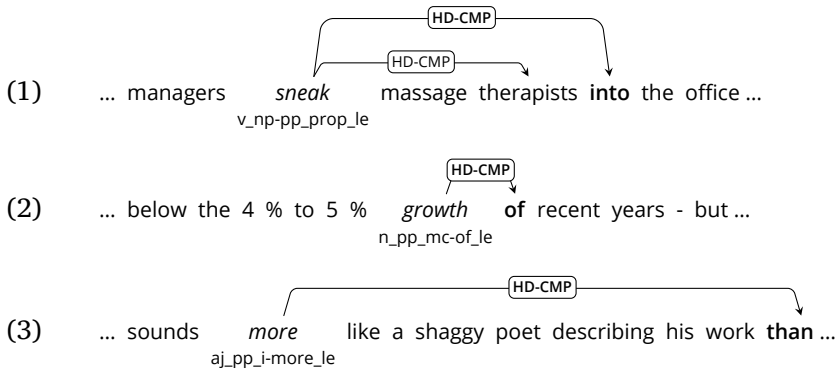 HD-CMP
HD-CMP
(1) ... managers sneak massage therapists into the office ...
v_np-pp_prop_le
HD-CMP
(2) ... below the 4 % to 5 % growth of recent years - but ...
n_pp_mc-of_le
HD-CMP
(3) ... sounds more like a shaggy poet describing his work than ...
aj_pp_i-more_le